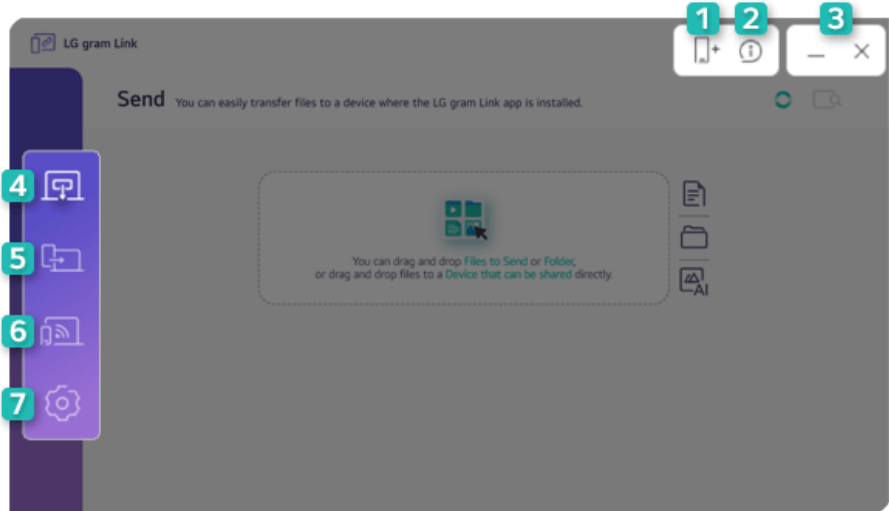 1 2 3
LG gram Link
Send You can easily transfer files to a device where the LG gram Link app is installed.
4
5
You can drag and drop Files to Send or Folder,
or drag and drop files to a Device that can be shared directly.
AI
6
7